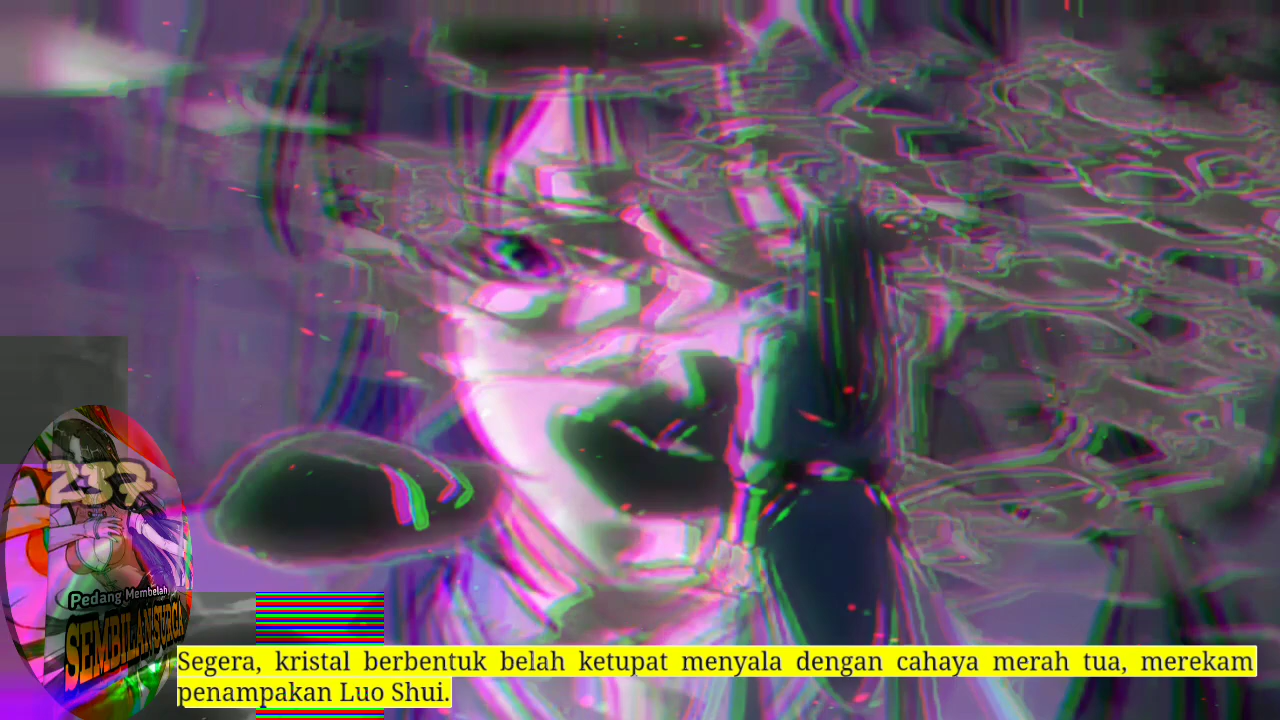 237
Pedang Membelah
SEMBILAN SURGA
Segera, kristal berbentuk belah ketupat menyala dengan cahaya merah tua, merekam
penampakan Luo Shui.